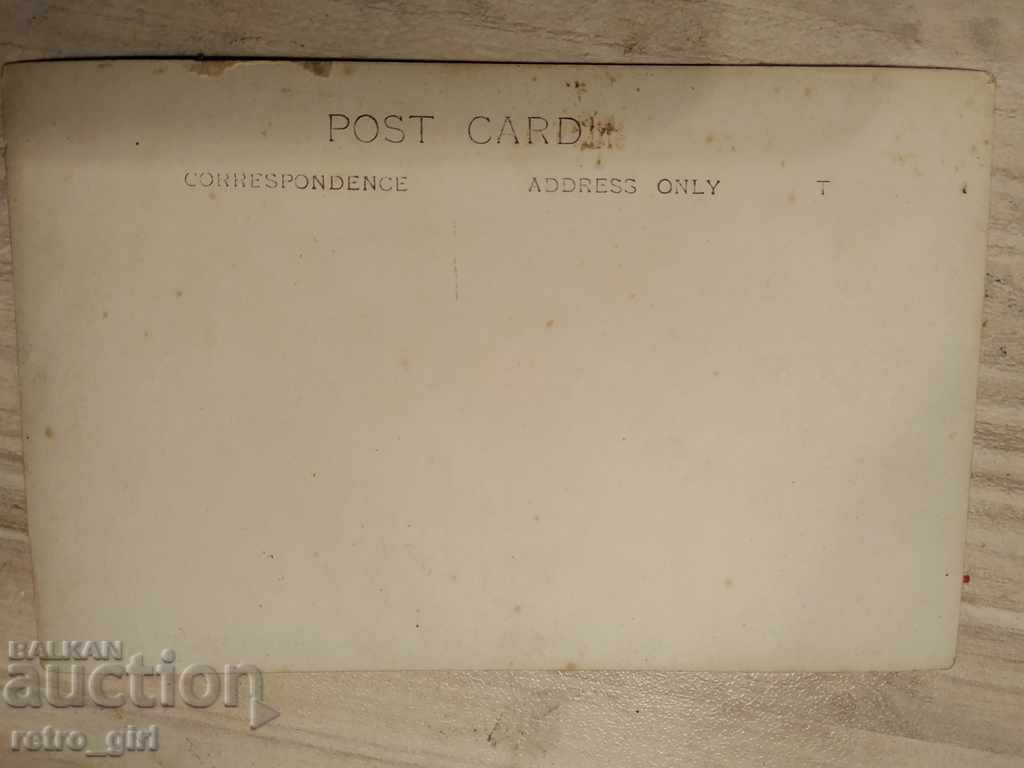 POST CARD
CORRESPONDENCE
ADDRESS ONLY
T
BALKAN
auction
retro_girl